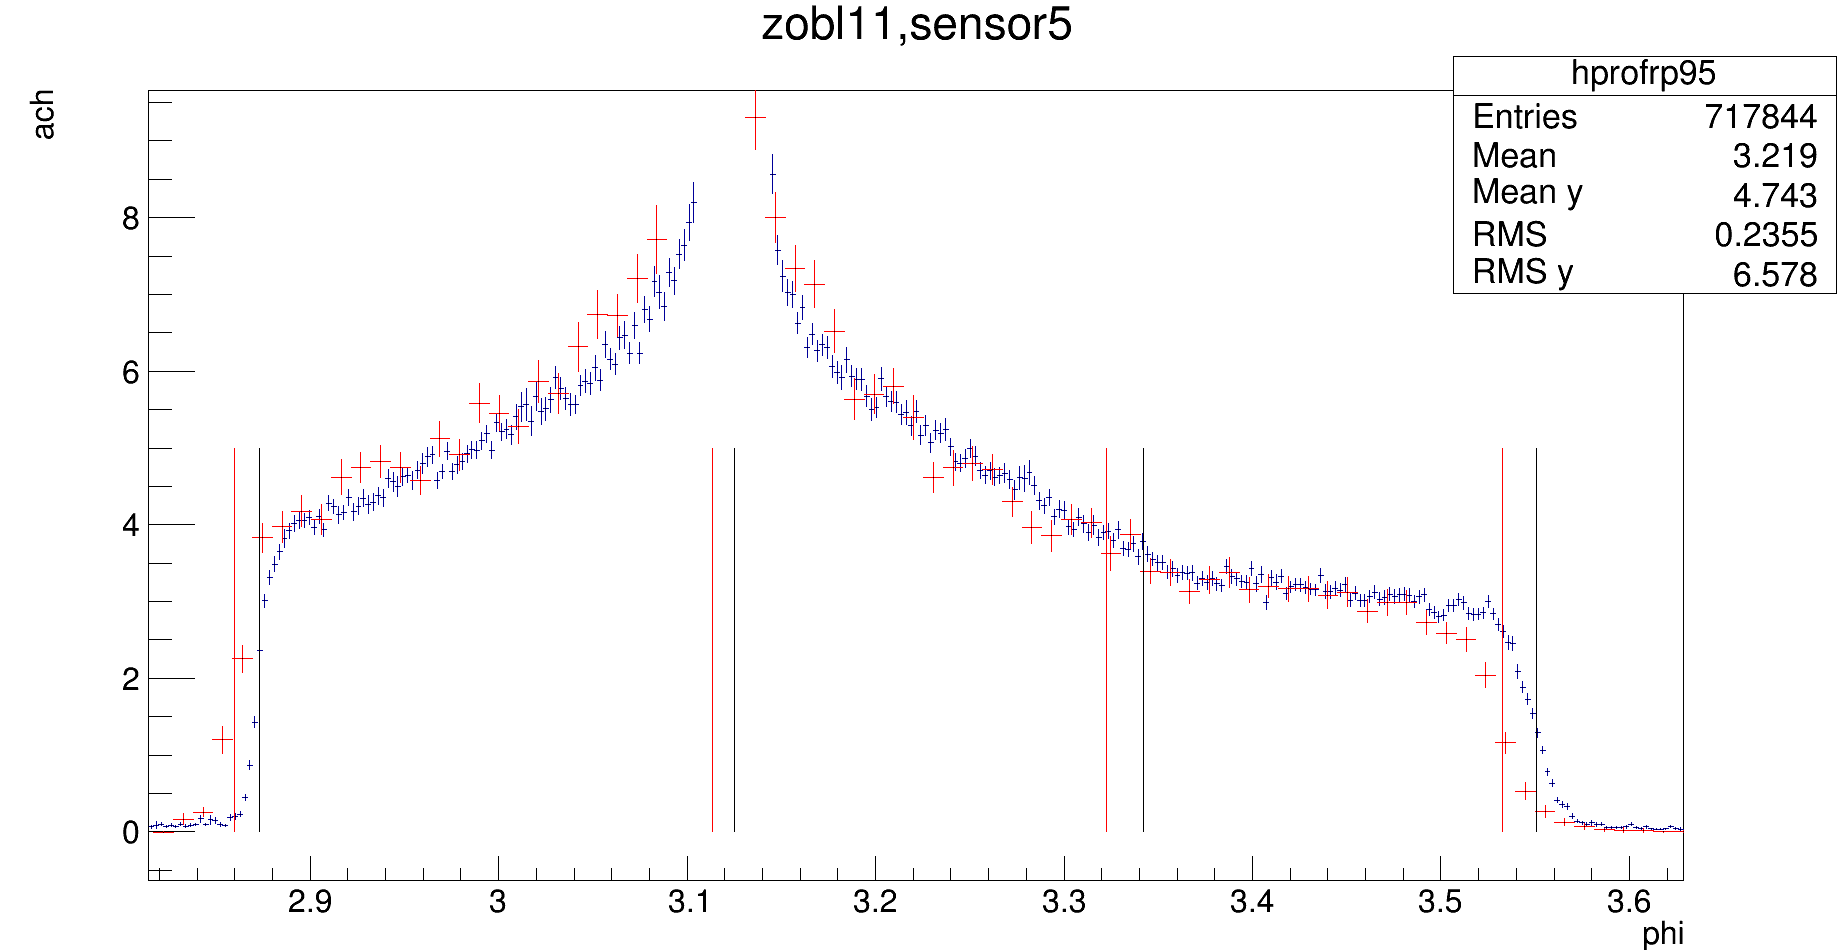 zobl11,sensor5
ach
hprofrp95
Entries 717844
Mean 3.219
Mean y 4.743
RMS 0.2355
RMS y 6.578
8
6
4
2
0
2.9 3 3.1 3.2 3.3 3.4 3.5 3.6
phi